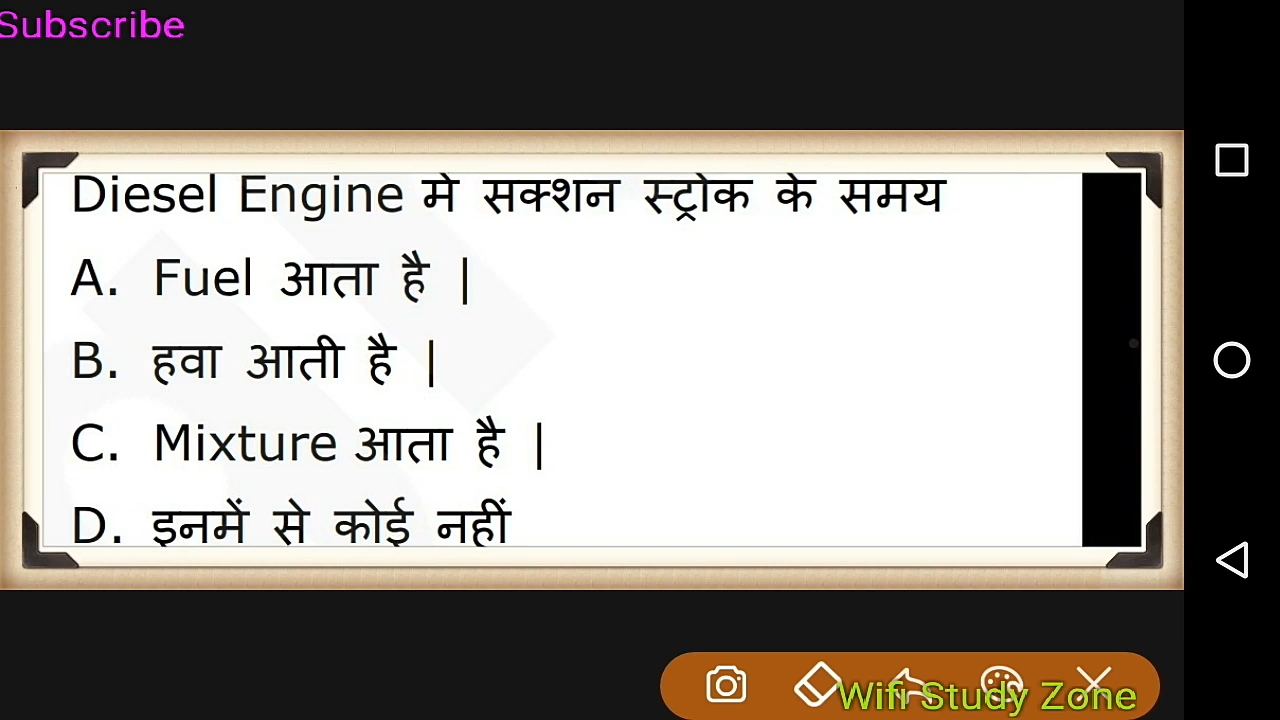 Subscribe
Diesel Engine मे सक्शन स्ट्रोक के समय
A. Fuel आता है |
B. हवा आती है |
C. Mixture आता है |
D. इनमें से कोई नहीं
Wifi Study Zone